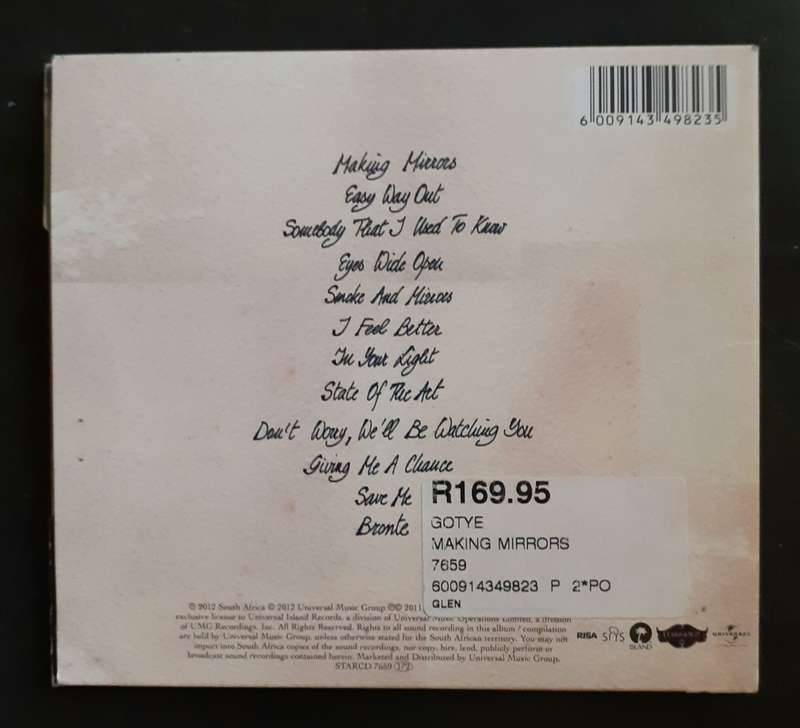 6 009143 498235
Making Mirrors
Easy Way Out
Somebody That I Used To Know
Eyes Wide Open
Smoke And Mirrors
I Feel Better
In Your Light
State Of The Art
Don't Worry, We'll Be Watching You
Giving Me A Chance
Save Me
Bronte
R169.95
GOTYE
MAKING MIRRORS
7659
600914349823 P 2*PO
GLEN
℗ 2012 South Africa © 2012 Universal Music Group ℗© 2011
exclusive license to Universal Island Records, a division of Universal Music Operations Limited, a division
of UMG Recordings, Inc. All Rights Reserved. Rights to all sound recording in this album / compilation
are held by Universal Music Group, unless otherwise stated for the South African territory. You may not
import into South Africa copies of the sound recordings, nor copy, hire, lend, publicly perform or
broadcast sound recordings contained herein. Marketed and Distributed by Universal Music Group.
STARCD 7659
RISA
ISLAND
UNIVERSAL